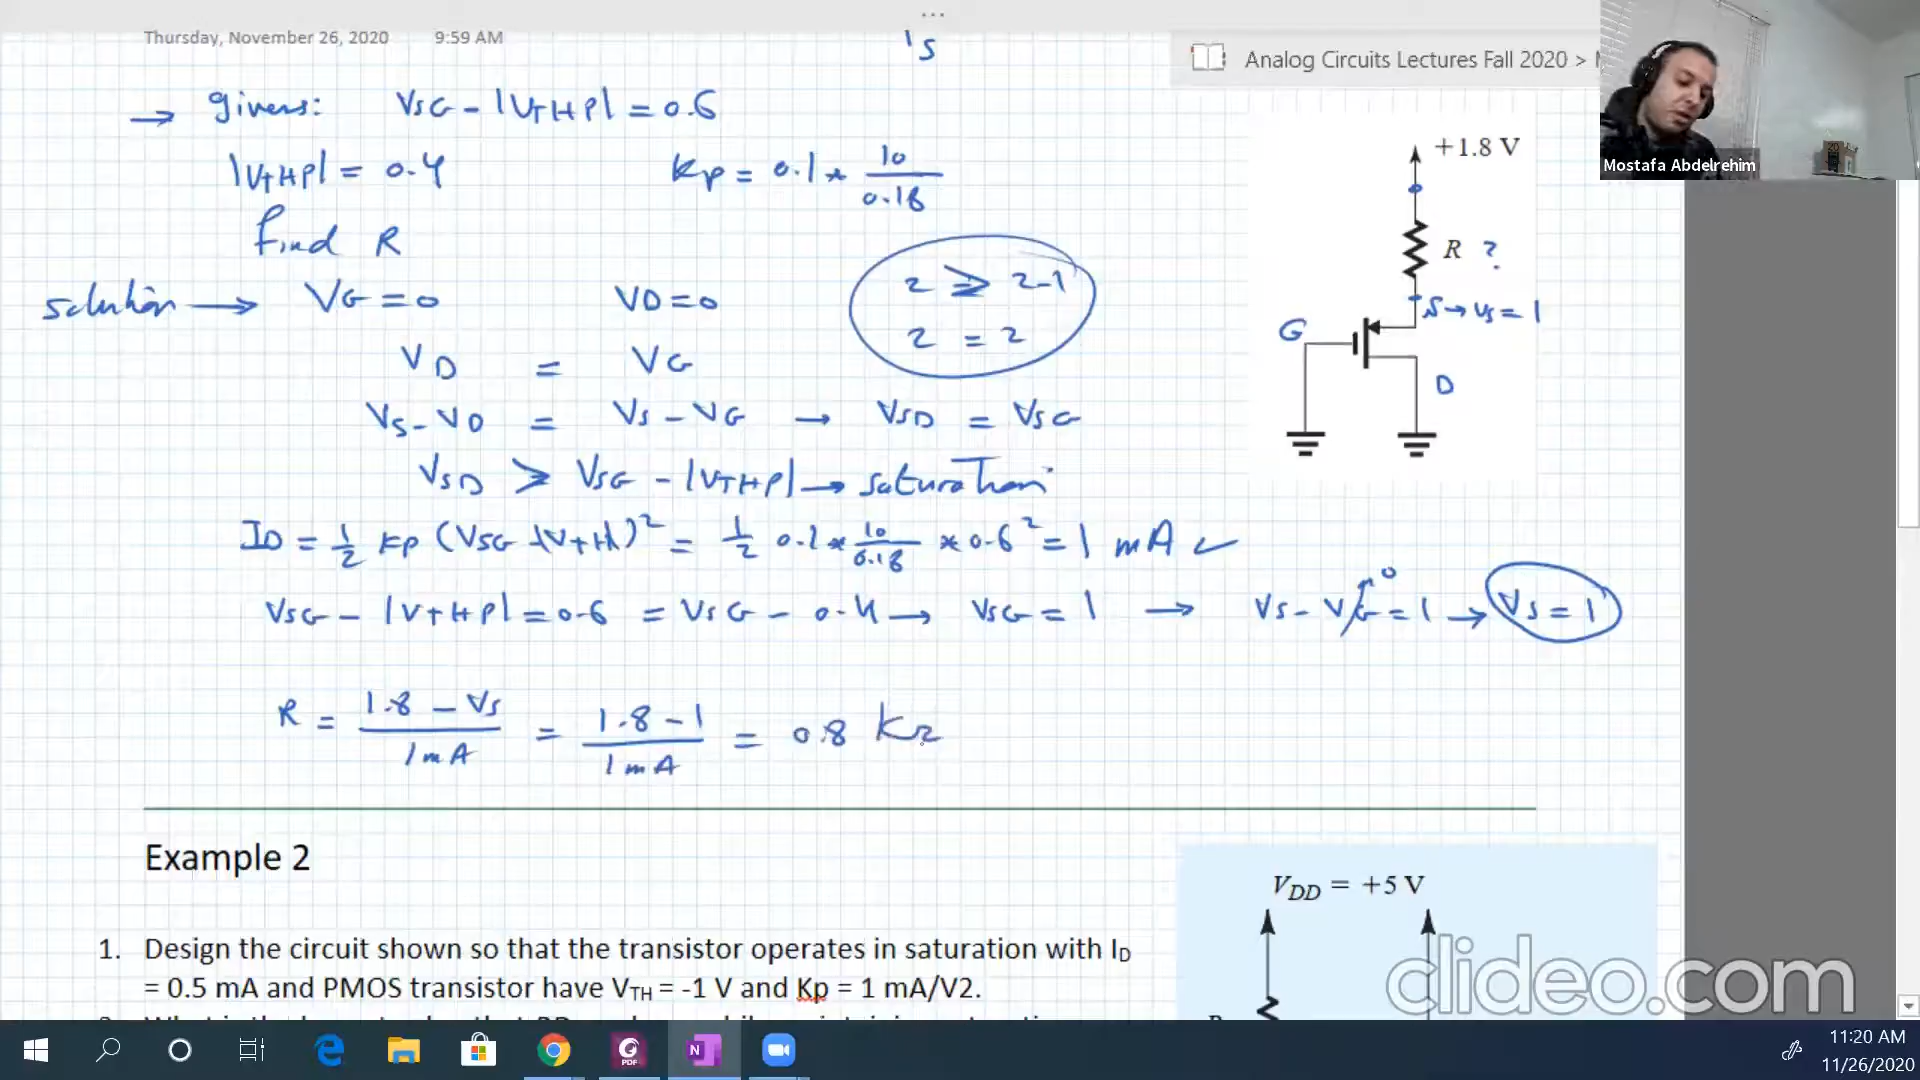 ...
Thursday, November 26, 2020 9:59 AM
Analog Circuits Lectures Fall 2020 >
Mostafa Abdelrehim
givens: VSG - |VTHP| = 0.6
|VTHP| = 0.4 Kp = 0.1 * 10/0.18
find R
solution → VG = 0 VD = 0
2 ≥ 2-1
2 = 2
VD = VG
VS - VD = VS - VG → VSD = VSG
VSD > VSG - |VTHP| → saturation
ID = 1/2 Kp (VSG - |VTH|)² = 1/2 0.1 * 10/0.18 * 0.6² = 1 mA
VSG - |VTHP| = 0.6 = VSG - 0.4 → VSG = 1 → VS - VG = 1 → VS = 1
0
R = 1.8 - VS / 1mA = 1.8 - 1 / 1mA = 0.8 KΩ
+1.8 V
R ?
S → VS = 1
G
D
Example 2
1. Design the circuit shown so that the transistor operates in saturation with ID
= 0.5 mA and PMOS transistor have VTH = -1 V and Kp = 1 mA/V2.
VDD = +5 V
clideo.com
PDF
N
11:20 AM
11/26/2020